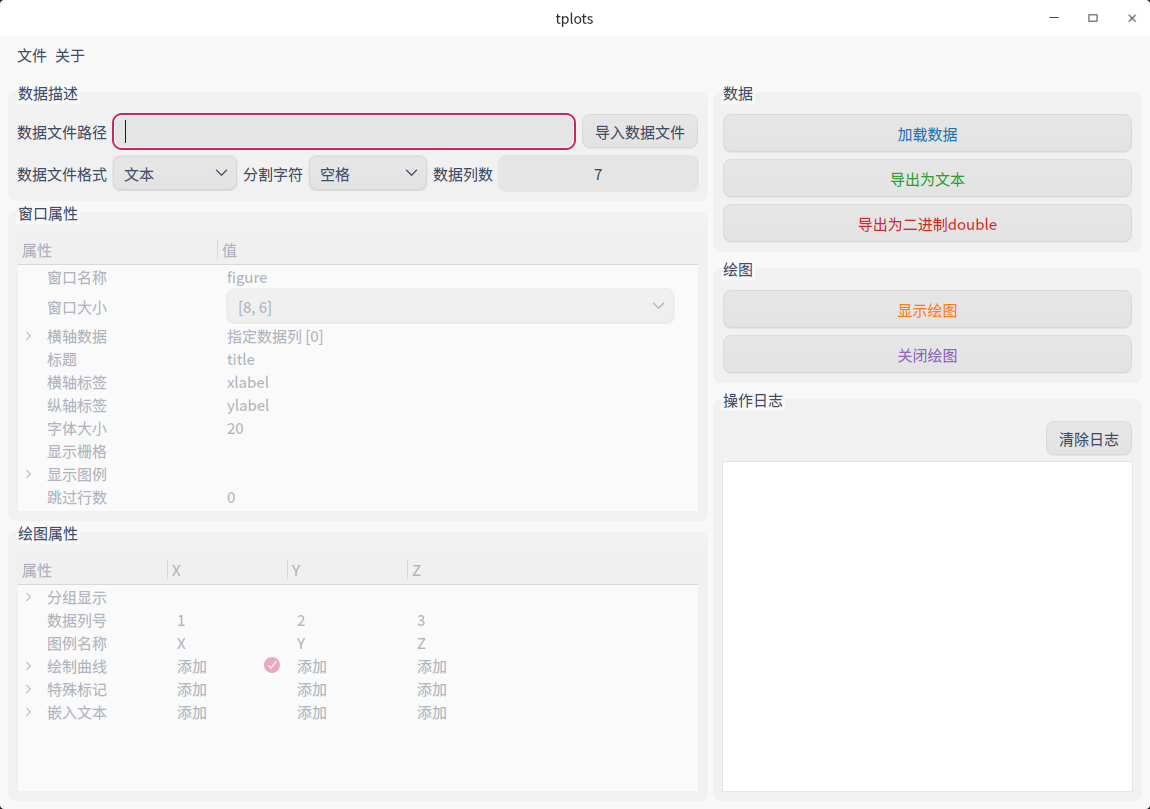 tplots
文件 关于
数据描述
数据文件路径 导入数据文件
数据文件格式 文本 分割字符 空格 数据列数 7
窗口属性
属性 值
窗口名称 figure
窗口大小 [8, 6]
横轴数据 指定数据列 [0]
标题 title
横轴标签 xlabel
纵轴标签 ylabel
字体大小 20
显示栅格
显示图例
跳过行数 0
绘图属性
属性 X Y Z
分组显示
数据列号 1 2 3
图例名称 X Y Z
绘制曲线 添加 添加 添加
特殊标记 添加 添加 添加
嵌入文本 添加 添加 添加
数据
加载数据
导出为文本
导出为二进制double
绘图
显示绘图
关闭绘图
操作日志
清除日志